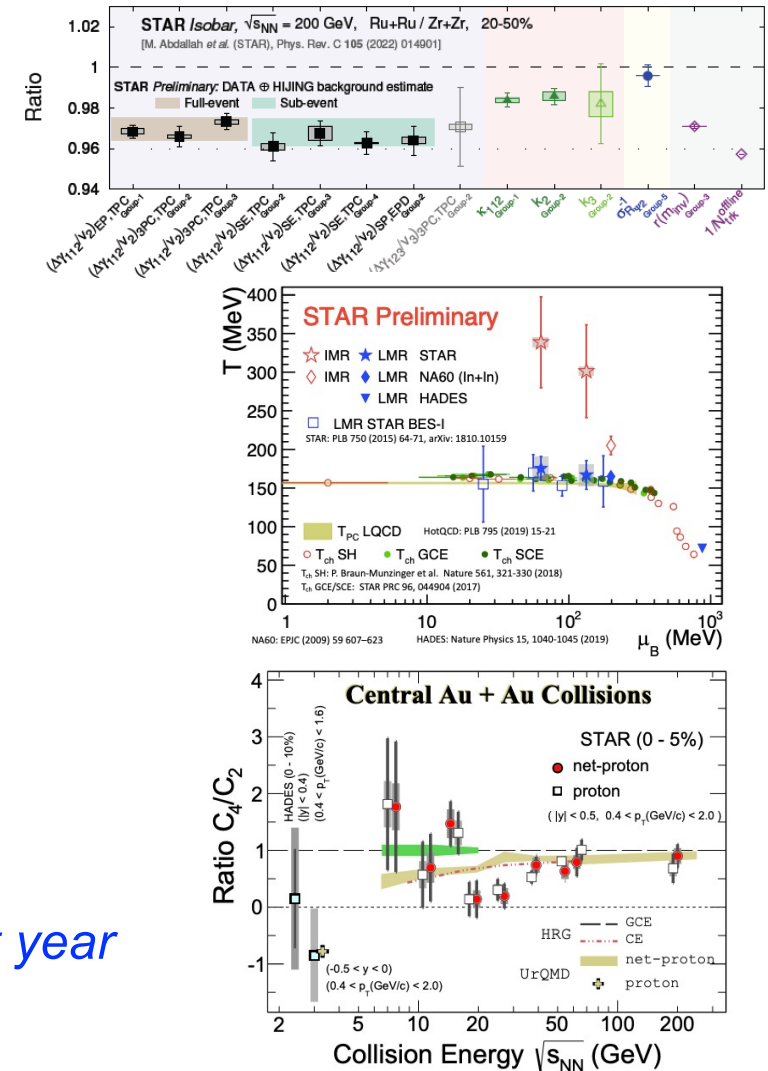 STAR Isobar, √sNN = 200 GeV, Ru+Ru / Zr+Zr, 20-50%
[M. Abdallah et al. (STAR), Phys. Rev. C 105 (2022) 014901]
STAR Preliminary: DATA ⊕ HIJING background estimate
Full-event Sub-event
Ratio
1.02
1
0.98
0.96
0.94
(Δγ112/v2)EP,TPC Group-1
(Δγ112/v2)3PC,TPC Group-2
(Δγ112/v2)3PC,TPC Group-3
(Δγ112/v2)SE,TPC Group-2
(Δγ112/v2)SE,TPC Group-3
(Δγ112/v2)SE,TPC Group-4
(Δγ112/v2)SP,EPD Group-2
(Δγ123/v3)3PC,TPC Group-2
κ112 Group-1
k2 Group-2
k3 Group-2
σ-1RΨ2 Group-5
r(minv) Group-3
1/Ntrk offline
T (MeV)
400
350
300
250
200
150
100
50
0
STAR Preliminary
IMR LMR STAR
IMR LMR NA60 (In+In)
LMR HADES
LMR STAR BES-I
STAR: PLB 750 (2015) 64-71, arXiv: 1810.10159
TPC LQCD HotQCD: PLB 795 (2019) 15-21
Tch SH Tch GCE Tch SCE
Tch SH: P. Braun-Munzinger et al. Nature 561, 321-330 (2018)
Tch GCE/SCE: STAR PRC 96, 044904 (2017)
1 10 10² 10³
μB (MeV)
NA60: EPJC (2009) 59 607–623 HADES: Nature Physics 15, 1040-1045 (2019)
Central Au + Au Collisions
Ratio C4/C2
4
3
2
1
0
-1
HADES (0 - 10%)
(|y| < 0.4)
(0.4 < pT(GeV/c) < 1.6)
STAR (0 - 5%)
net-proton
proton
( |y| < 0.5, 0.4 < pT(GeV/c) < 2.0 )
HRG
GCE
CE
UrQMD
net-proton
proton
(-0.5 < y < 0)
(0.4 < pT(GeV/c) < 2.0)
2 5 10 20 50 100 200
Collision Energy √sNN (GeV)
r year